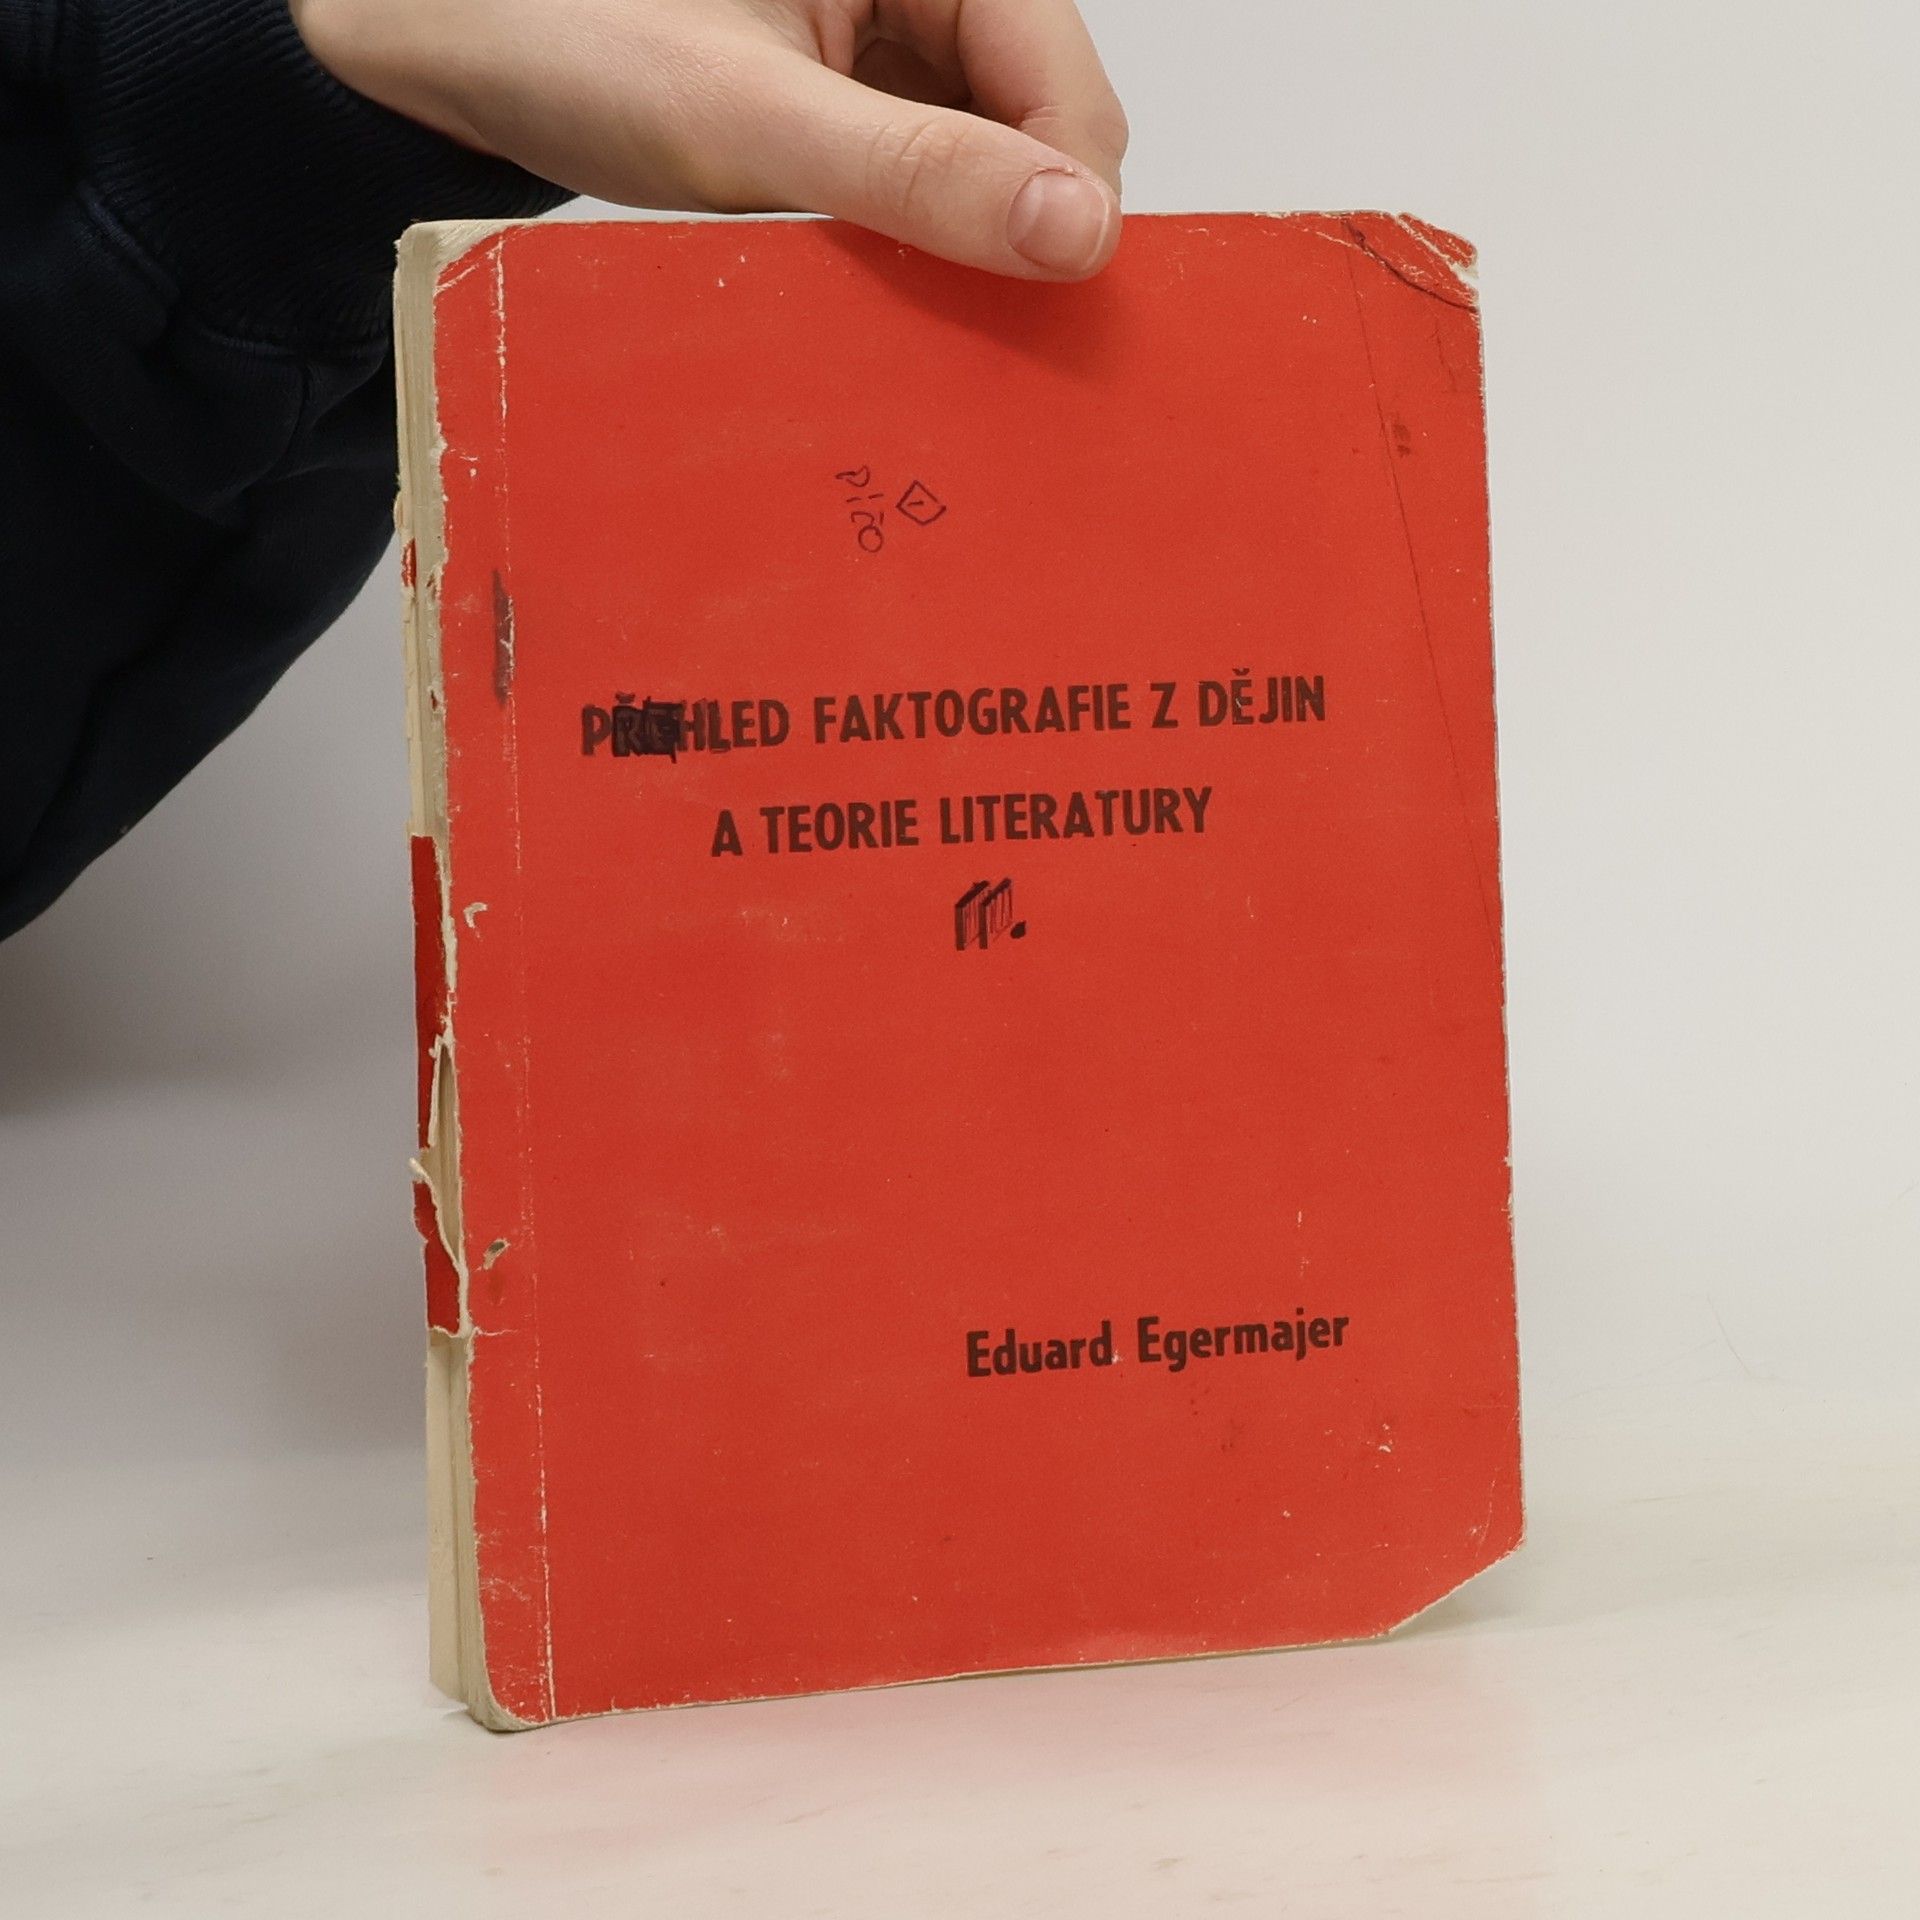 PŘEHLED FAKTOGRAFIE Z DĚJIN
A TEORIE LITERATURY
Eduard Egermajer